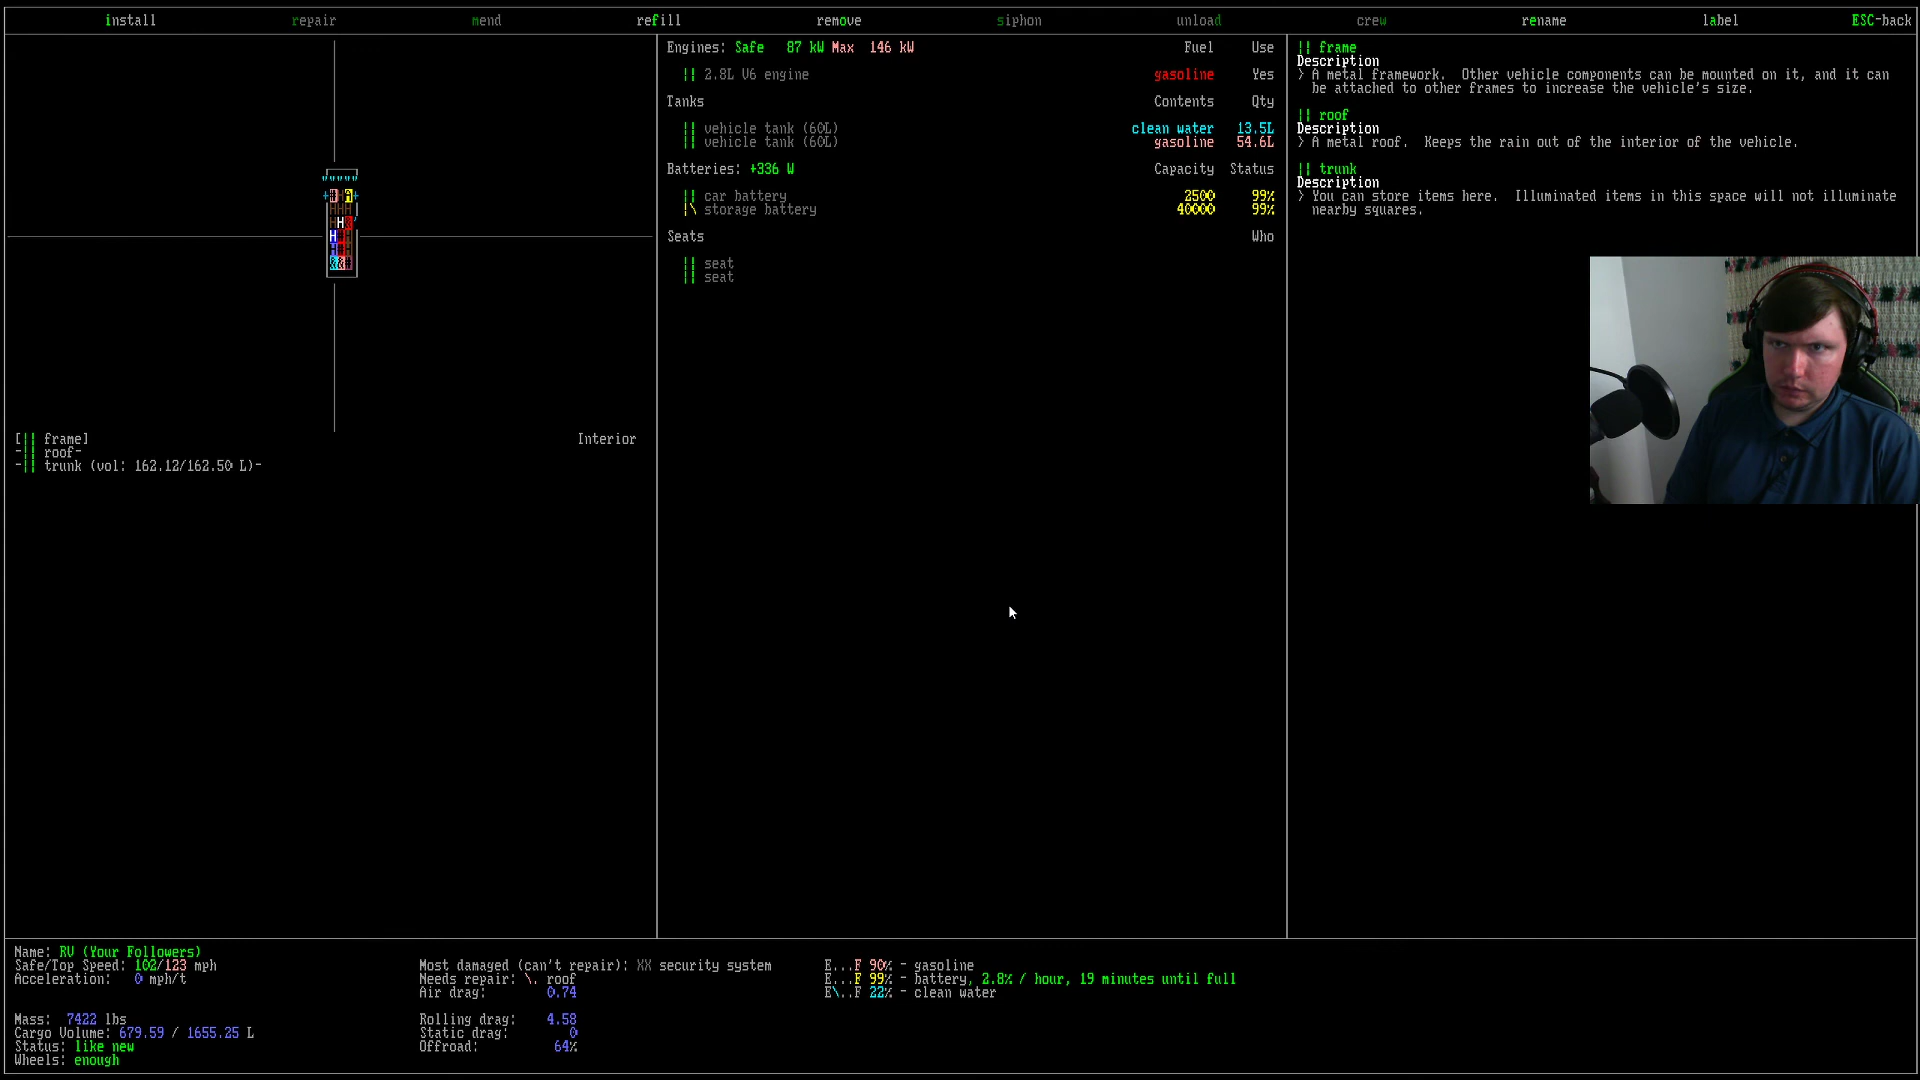 install repair mend refill remove siphon unload crew rename label ESC-back
Engines: Safe 87 kW Max 146 kW Fuel Use
|| 2.8L V6 engine gasoline Yes
Tanks Contents Qty
|| vehicle tank (60L) clean water 13.5L
|| vehicle tank (60L) gasoline 54.6L
Batteries: +336 W Capacity Status
|| car battery 2500 99%
|\ storage battery 40000 99%
Seats Who
|| seat
|| seat
|| frame
Description
> A metal framework. Other vehicle components can be mounted on it, and it can
be attached to other frames to increase the vehicle's size.
|| roof
Description
> A metal roof. Keeps the rain out of the interior of the vehicle.
|| trunk
Description
> You can store items here. Illuminated items in this space will not illuminate
nearby squares.
[|| frame] Interior
-|| roof-
-|| trunk (vol: 162.12/162.50 L)-
Name: RV (Your Followers)
Safe/Top Speed: 102/123 mph
Acceleration: 0 mph/t
Mass: 7422 lbs
Cargo Volume: 679.59 / 1655.25 L
Status: like new
Wheels: enough
Most damaged (can't repair): XX security system
Needs repair: \. roof
Air drag: 0.74
Rolling drag: 4.58
Static drag: 0
Offroad: 64%
E...F 90% - gasoline
E...F 99% - battery, 2.8% / hour, 19 minutes until full
E\..F 22% - clean water